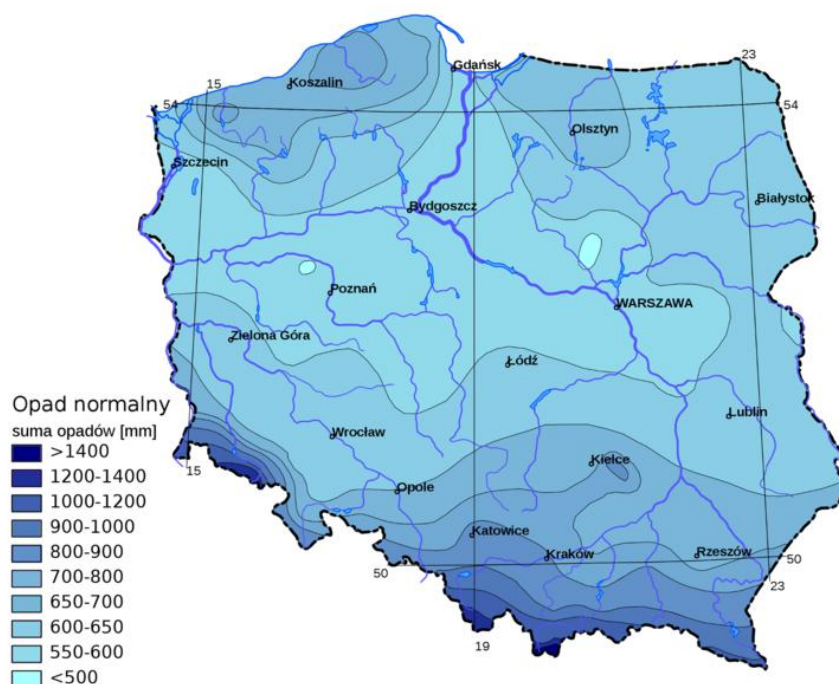 23
Gdańsk
15
Koszalin
54
54
Olsztyn
Szczecin
Białystok
Bydgoszcz
Poznań
WARSZAWA
Zielona Góra
Łódź
Opad normalny
suma opadów [mm]
>1400
1200-1400
1000-1200
900-1000
800-900
700-800
650-700
600-650
550-600
<500
Lublin
Wrocław
Kielce
15
Opole
Katowice
Kraków
Rzeszów
50
50
23
19